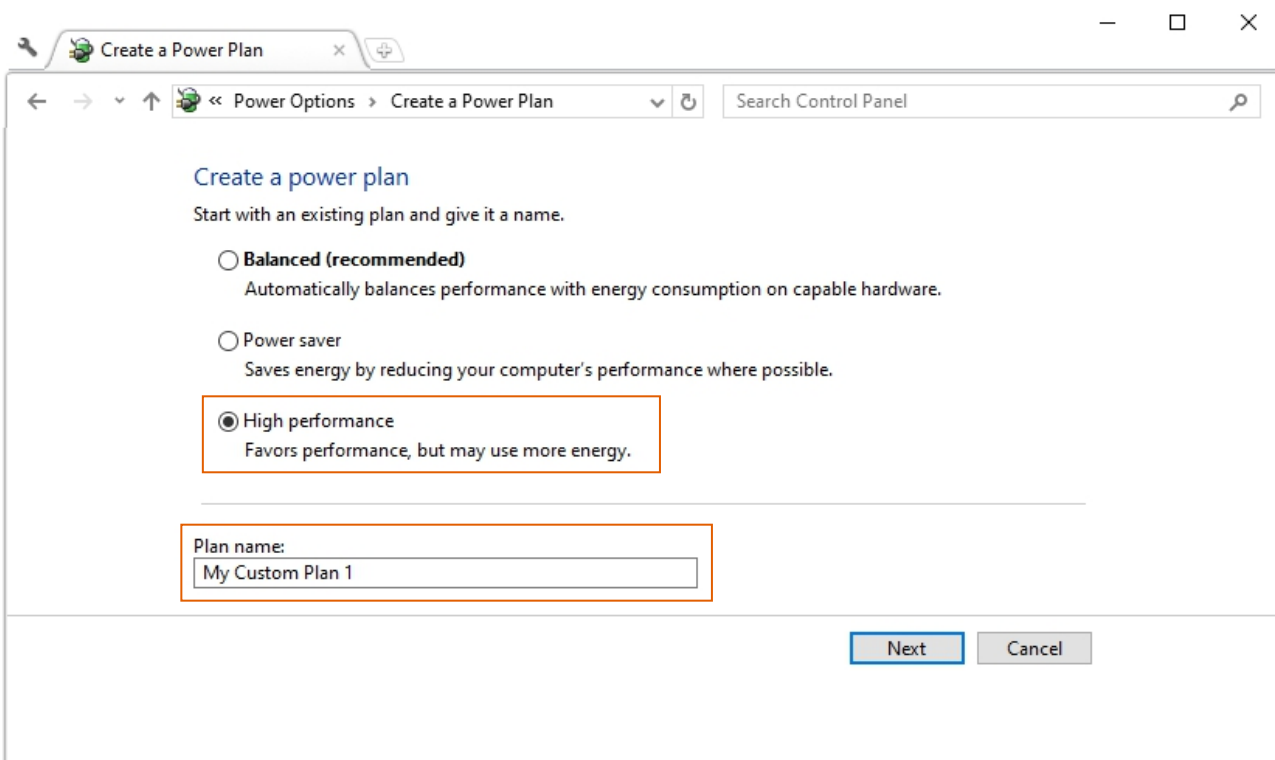 Create a Power Plan
« Power Options › Create a Power Plan Search Control Panel
Create a power plan
Start with an existing plan and give it a name.
Balanced (recommended)
Automatically balances performance with energy consumption on capable hardware.
Power saver
Saves energy by reducing your computer's performance where possible.
High performance
Favors performance, but may use more energy.
Plan name:
My Custom Plan 1
Next Cancel